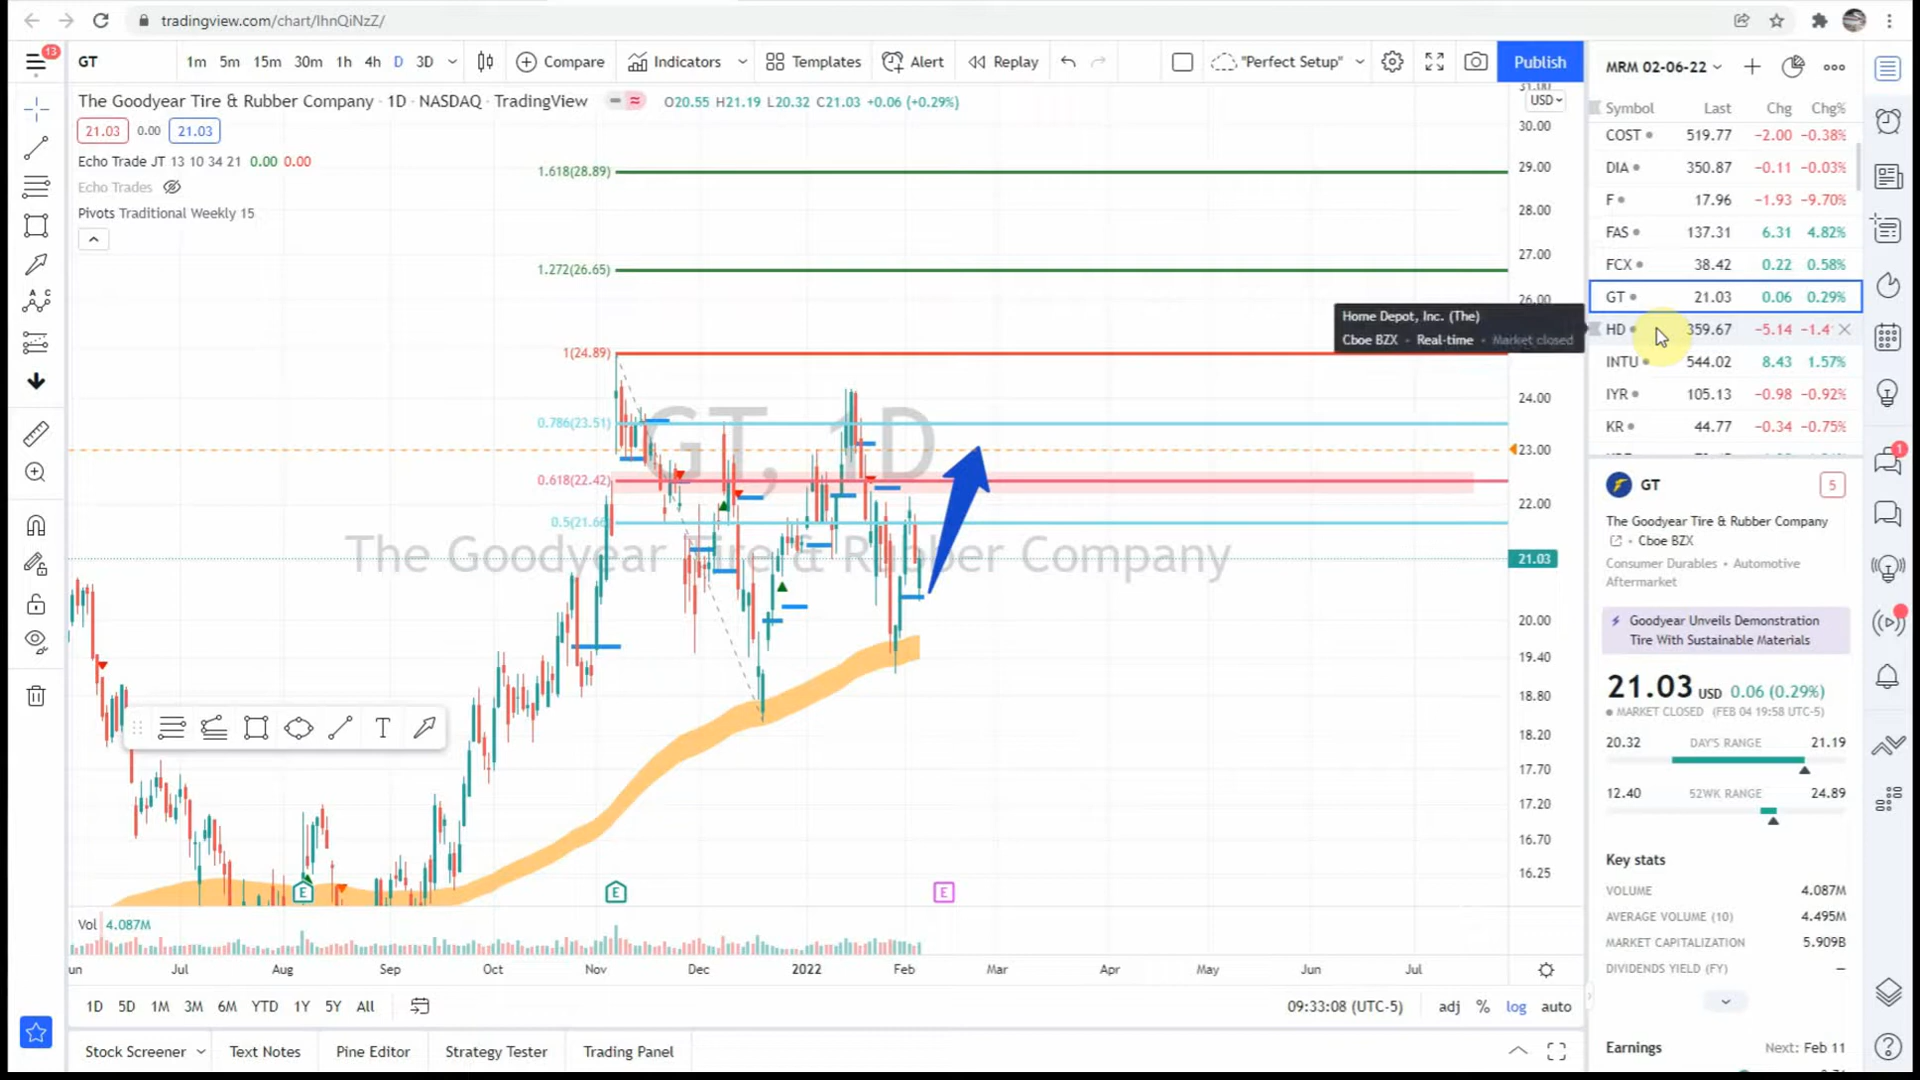 tradingview.com/chart/IhnQiNzZ/
13
GT
1m 5m 15m 30m 1h 4h D 3D
Compare
Indicators
Templates
Alert
Replay
"Perfect Setup"
Publish
MRM 02-06-22
The Goodyear Tire & Rubber Company · 1D · NASDAQ · TradingView
O20.55 H21.19 L20.32 C21.03 +0.06 (+0.29%)
21.03 0.00 21.03
Echo Trade JT 13 10 34 21 0.00 0.00
Echo Trades
Pivots Traditional Weekly 15
1.618(28.89)
1.272(26.65)
1(24.89)
0.786(23.51)
0.618(22.42)
GT, 1D
The Goodyear Tire & Rubber Company
E
E
E
Vol 4.087M
USD
31.00
30.00
29.00
28.00
27.00
26.00
24.00
23.00
22.00
21.03
20.00
19.40
18.80
18.20
17.70
17.20
16.70
16.25
Jul Aug Sep Oct Nov Dec 2022 Feb Mar Apr May Jun Jul
1D 5D 1M 3M 6M YTD 1Y 5Y All
09:33:08 (UTC-5) adj % log auto
Stock Screener Text Notes Pine Editor Strategy Tester Trading Panel
Symbol Last Chg Chg%
COST 519.77 −2.00 −0.38%
DIA 350.87 −0.11 −0.03%
F 17.96 −1.93 −9.70%
FAS 137.31 6.31 4.82%
FCX 38.42 0.22 0.58%
GT 21.03 0.06 0.29%
HD 359.67 −5.14
INTU 544.02 8.43 1.57%
IYR 105.13 −0.98 −0.92%
KR 44.77 −0.34 −0.75%
Home Depot, Inc. (The)
Cboe BZX • Real-time • Market closed
GT
5
The Goodyear Tire & Rubber Company
Cboe BZX
Consumer Durables • Automotive
Aftermarket
Goodyear Unveils Demonstration
Tire With Sustainable Materials
21.03 USD 0.06 (0.29%)
MARKET CLOSED (FEB 04 19:58 UTC-5)
20.32 DAY'S RANGE 21.19
12.40 52WK RANGE 24.89
Key stats
VOLUME 4.087M
AVERAGE VOLUME (10) 4.495M
MARKET CAPITALIZATION 5.909B
DIVIDENDS YIELD (FY) —
Earnings Next: Feb 11
1
T